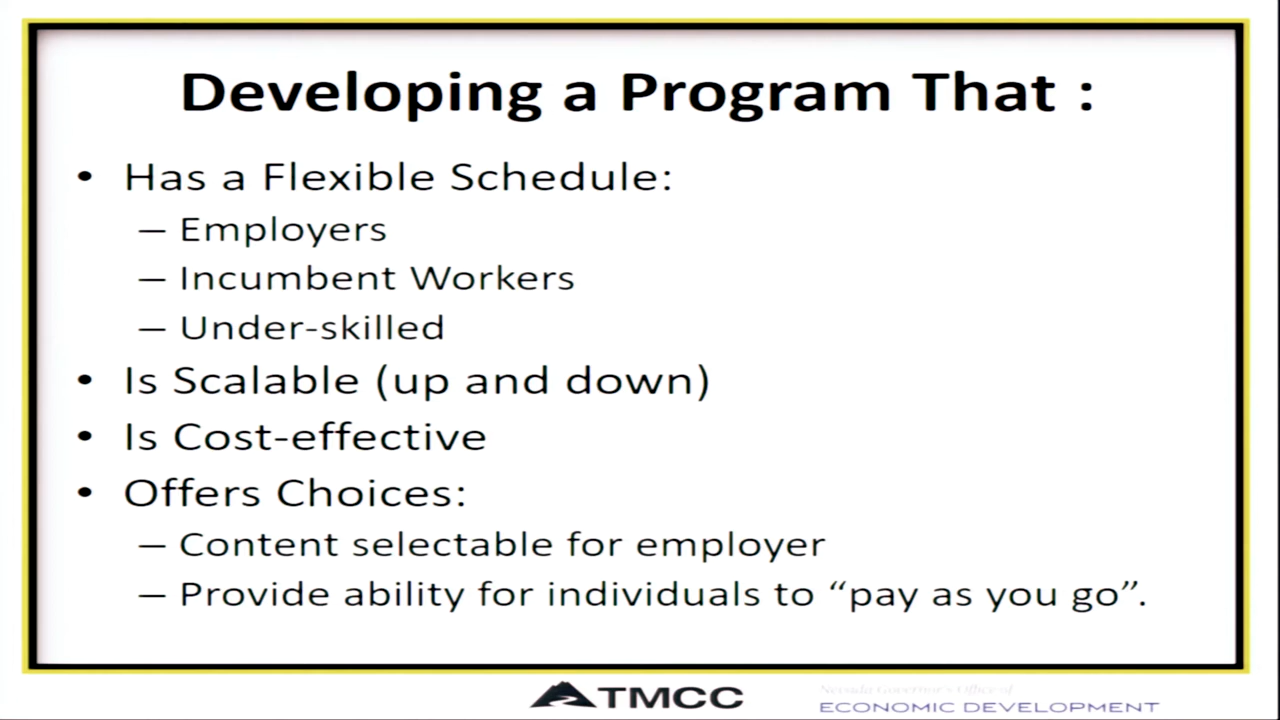 Developing a Program That :
• Has a Flexible Schedule:
– Employers
– Incumbent Workers
– Under-skilled
• Is Scalable (up and down)
• Is Cost-effective
• Offers Choices:
– Content selectable for employer
– Provide ability for individuals to “pay as you go”.
TMCC
Nevada Governor's Office of
ECONOMIC DEVELOPMENT